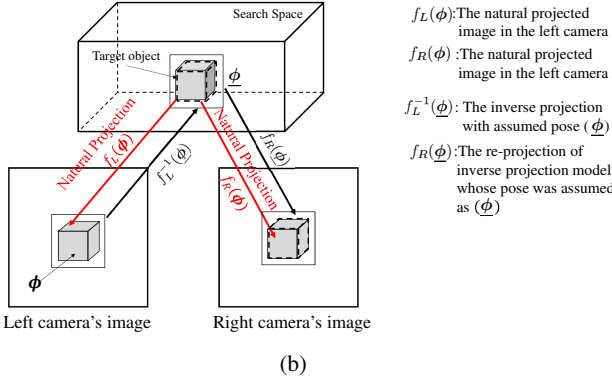 Search Space
Target object
ϕ
Natural Projection
f_L(ϕ)
f_L^{-1}(ϕ)
Natural Projection
f_R(ϕ)
f_R(ϕ)
ϕ
Left camera's image
Right camera's image
f_L(ϕ):The natural projected
image in the left camera
f_R(ϕ) :The natural projected
image in the left camera
f_L^{-1}(ϕ): The inverse projection
with assumed pose (ϕ)
f_R(ϕ):The re-projection of
inverse projection model
whose pose was assumed
as (ϕ)
(b)